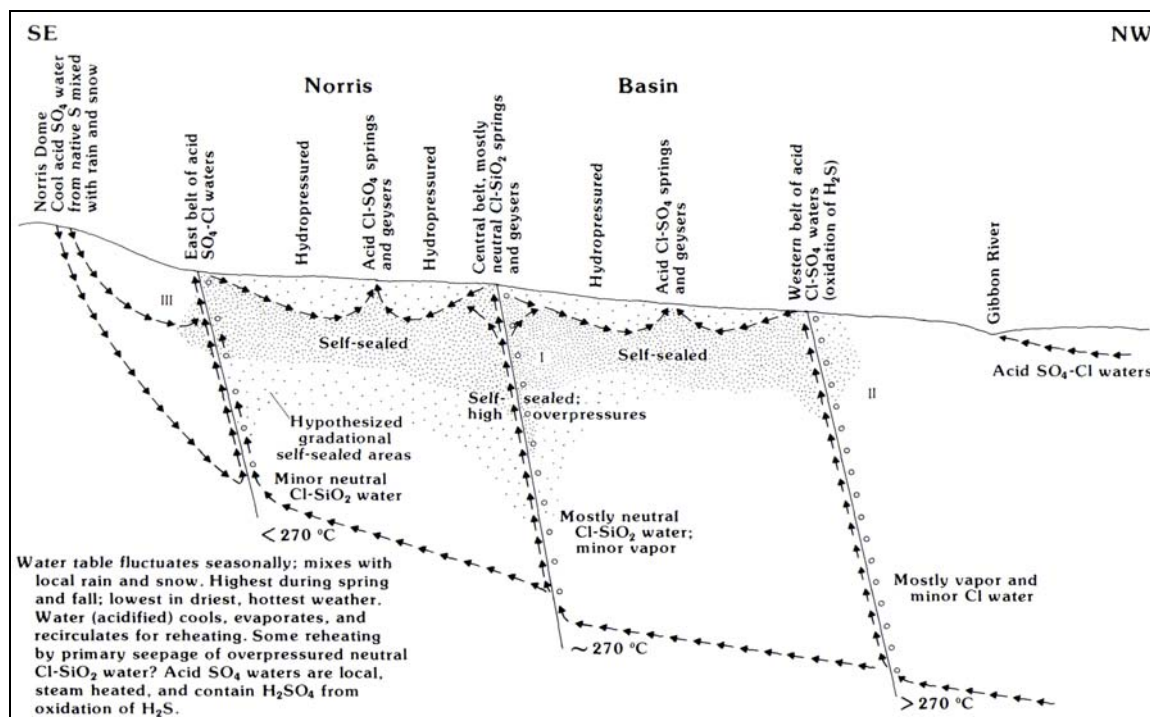 SE
NW
Norris
Basin
Norris Dome
Cool acid SO₄ water
from native S mixed
with rain and snow
East belt of acid
SO₄-Cl waters
Hydropressured
Acid Cl-SO₄ springs
and geysers
Hydropressured
Central belt, mostly
neutral Cl-SiO₂ springs
and geysers
Hydropressured
Acid Cl-SO₄ springs
and geysers
Western belt of acid
Cl-SO₄ waters
(oxidation of H₂S)
Gibbon River
III
Self-sealed
I
Self-sealed
Acid SO₄-Cl waters
II
Self-sealed;
high overpressures
Hypothesized
gradational
self-sealed areas
Minor neutral
Cl-SiO₂ water
< 270 °C
Mostly neutral
Cl-SiO₂ water;
minor vapor
~ 270 °C
Mostly vapor and
minor Cl water
> 270 °C
Water table fluctuates seasonally; mixes with
local rain and snow. Highest during spring
and fall; lowest in driest, hottest weather.
Water (acidified) cools, evaporates, and
recirculates for reheating. Some reheating
by primary seepage of overpressured neutral
Cl-SiO₂ water? Acid SO₄ waters are local,
steam heated, and contain H₂SO₄ from
oxidation of H₂S.